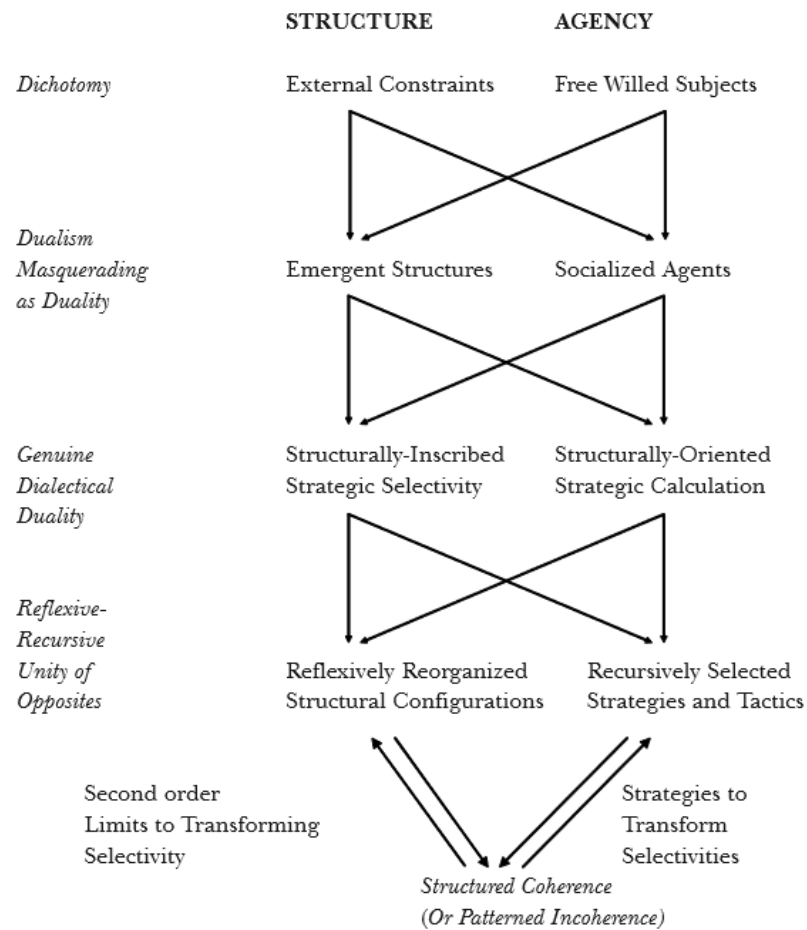 STRUCTURE AGENCY
Dichotomy External Constraints Free Willed Subjects
Dualism
Masquerading Emergent Structures Socialized Agents
as Duality
Genuine Structurally-Inscribed Structurally-Oriented
Dialectical Strategic Selectivity Strategic Calculation
Duality
Reflexive-
Recursive
Unity of Reflexively Reorganized Recursively Selected
Opposites Structural Configurations Strategies and Tactics
Second order Strategies to
Limits to Transforming Transform
Selectivity Selectivities
Structured Coherence
(Or Patterned Incoherence)